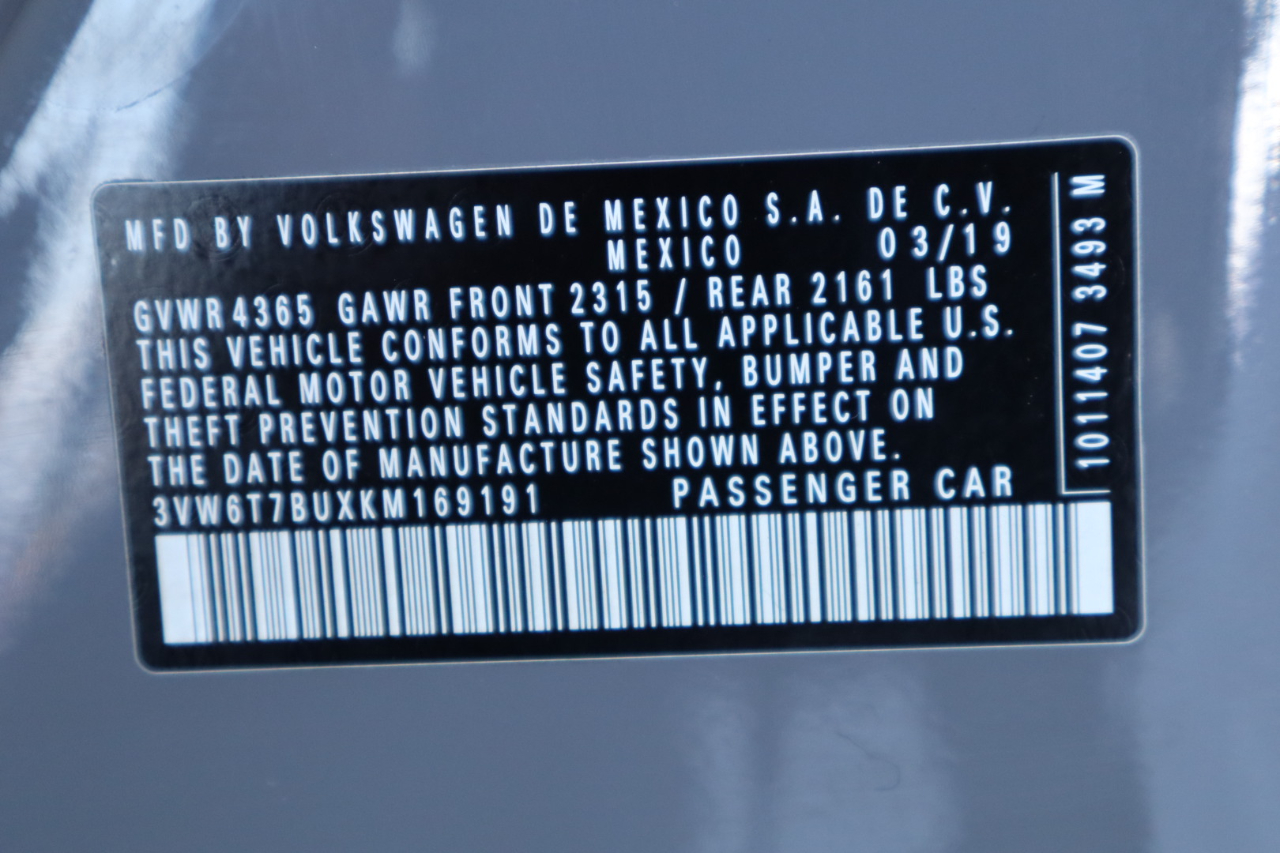 MFD BY VOLKSWAGEN DE MEXICO S.A. DE C.V.
MEXICO 03/19
GVWR 4365 GAWR FRONT 2315 / REAR 2161 LBS
THIS VEHICLE CONFORMS TO ALL APPLICABLE U.S.
FEDERAL MOTOR VEHICLE SAFETY, BUMPER AND
THEFT PREVENTION STANDARDS IN EFFECT ON
THE DATE OF MANUFACTURE SHOWN ABOVE.
3VW6T7BUXKM169191 PASSENGER CAR
1011407 3493 M